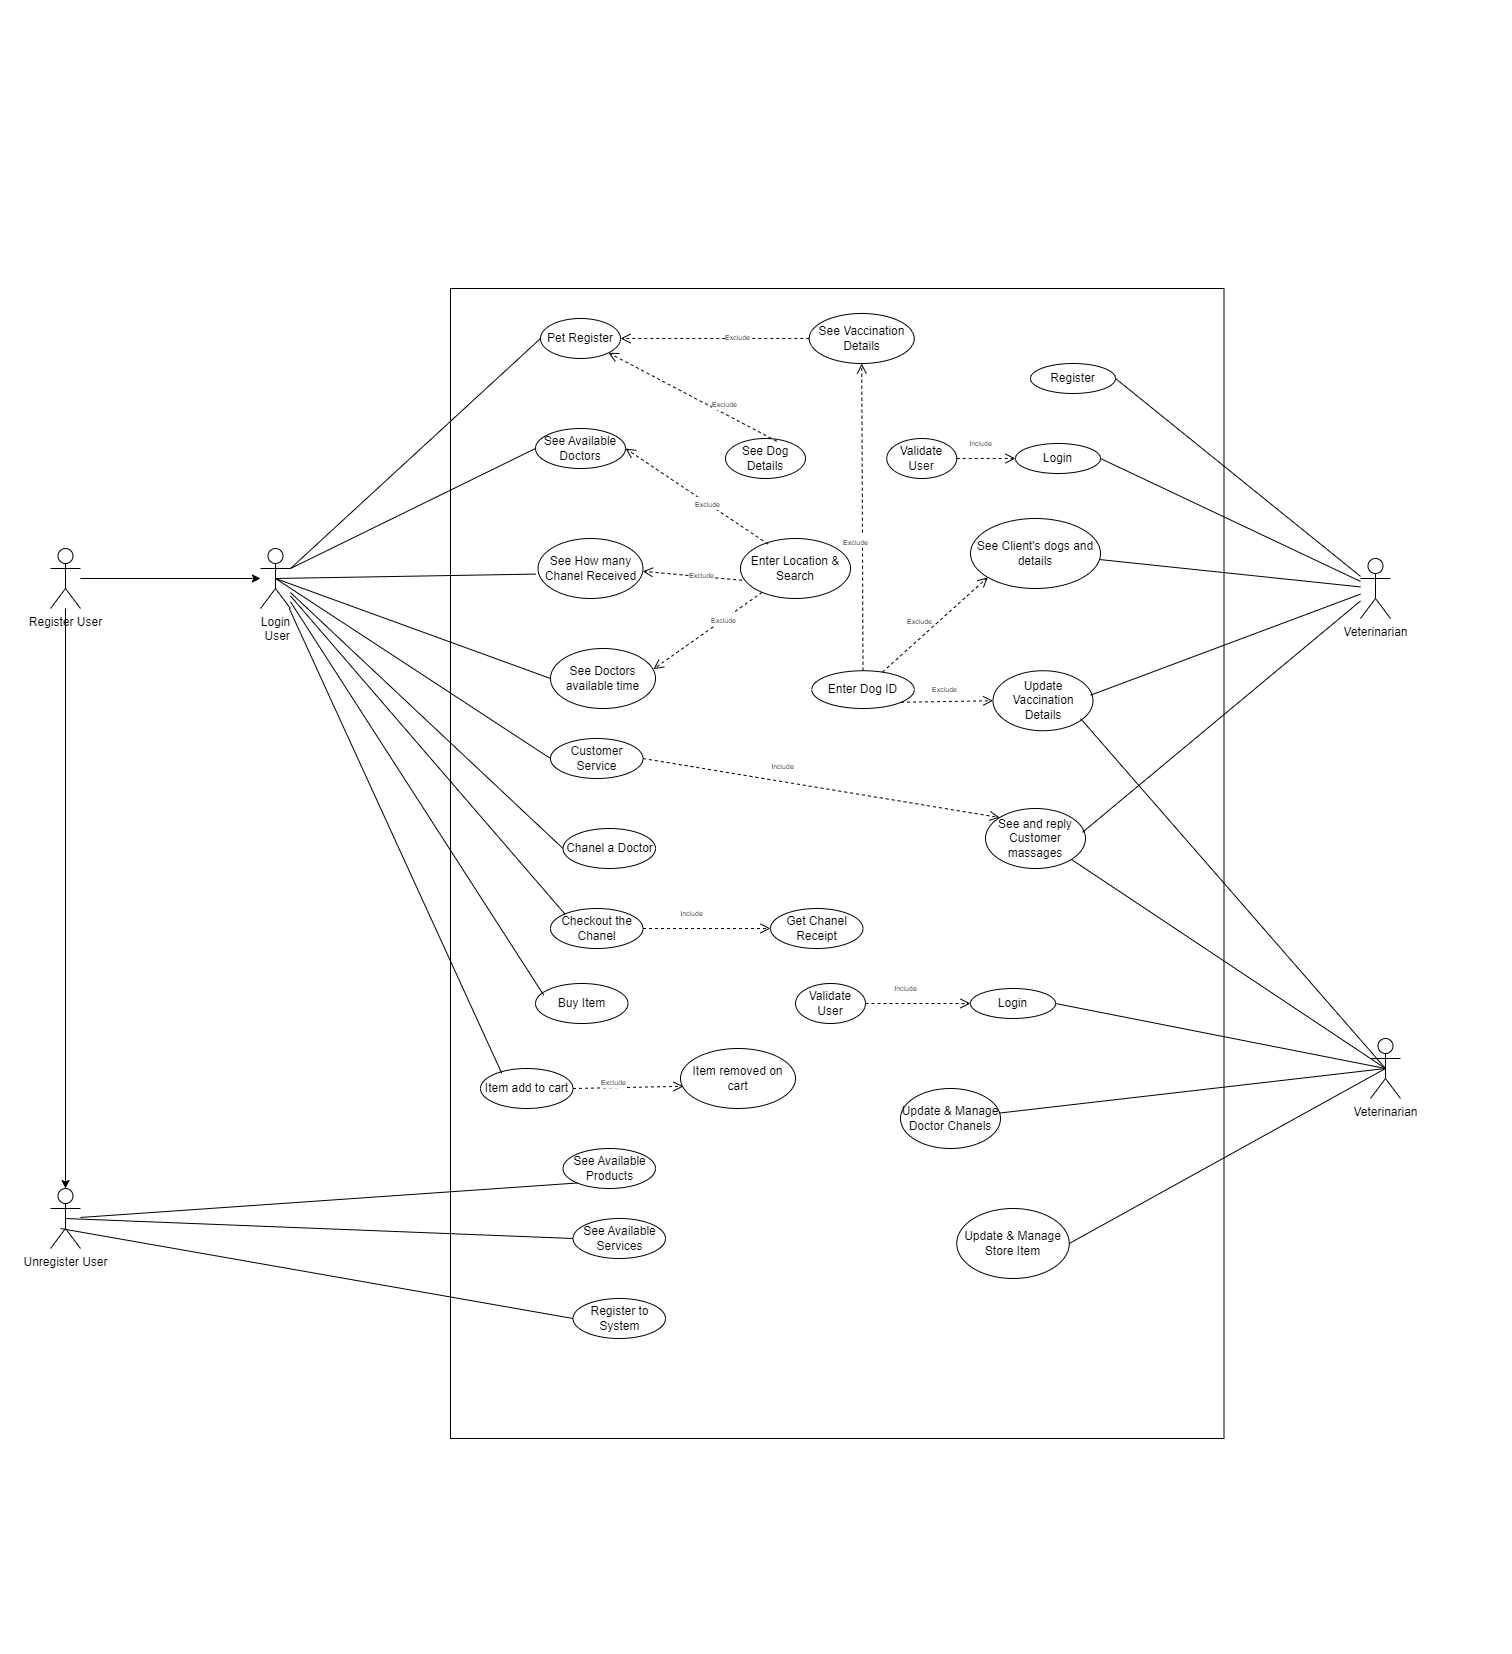 Pet Register
Exclude
See Vaccination
Details
Register
Exclude
See Available
Doctors
See Dog
Details
Validate
User
Include
Login
Exclude
Exclude
See Client's dogs and
details
See How many
Chanel Received
Exclude
Enter Location &
Search
Register User
Login
User
Veterinarian
Exclude
Exclude
See Doctors
available time
Enter Dog ID
Exclude
Update
Vaccination
Details
Customer
Service
Include
See and reply
Customer
massages
Chanel a Doctor
Checkout the
Chanel
Include
Get Chanel
Receipt
Buy Item
Validate
User
Include
Login
Item add to cart
Exclude
Item removed on
cart
Update & Manage
Doctor Chanels
Veterinarian
See Available
Products
Unregister User
See Available
Services
Update & Manage
Store Item
Register to
System